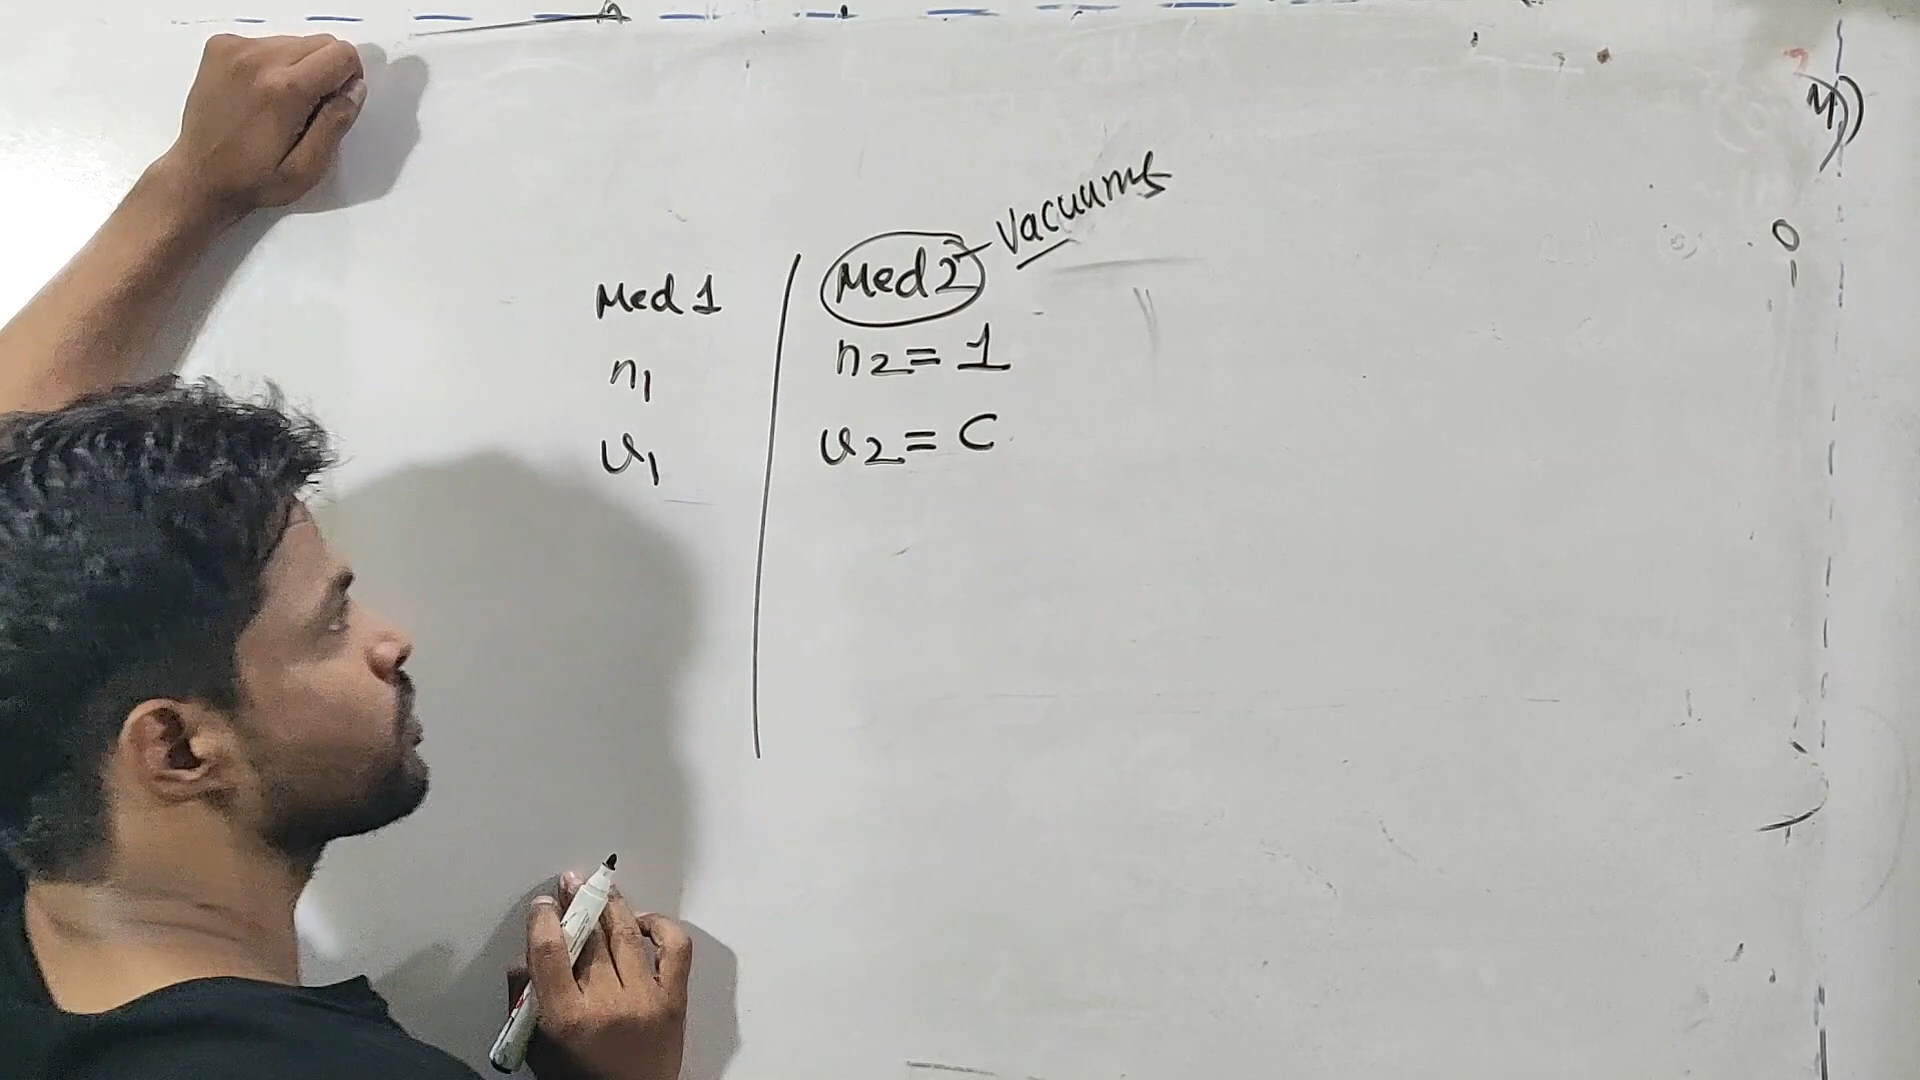 Vacuums
Med 1 Med 2
n1 n2 = 1
v1 v2 = C